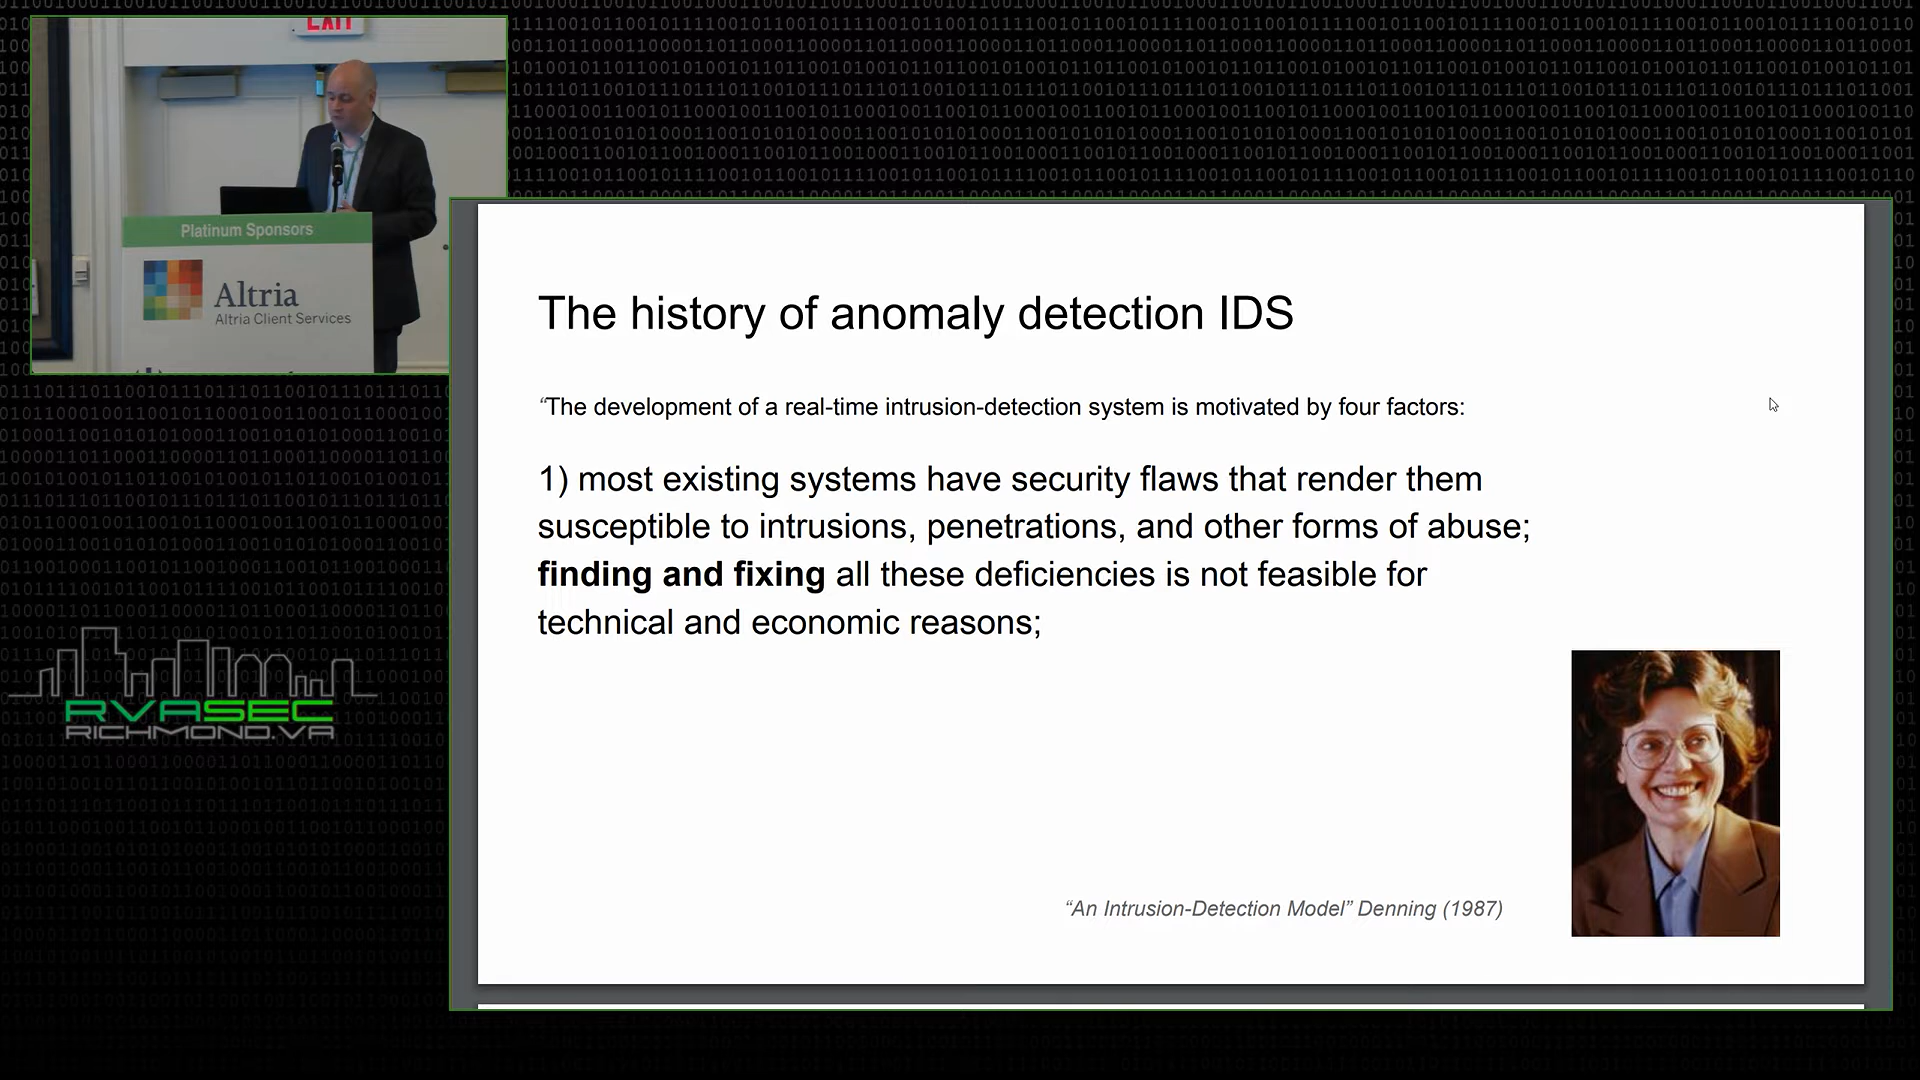 EXIT
Platinum Sponsors
Altria
Altria Client Services
The history of anomaly detection IDS
“The development of a real-time intrusion-detection system is motivated by four factors:
1) most existing systems have security flaws that render them
susceptible to intrusions, penetrations, and other forms of abuse;
finding and fixing all these deficiencies is not feasible for
technical and economic reasons;
“An Intrusion-Detection Model” Denning (1987)
RVASEC
RICHMOND.VA